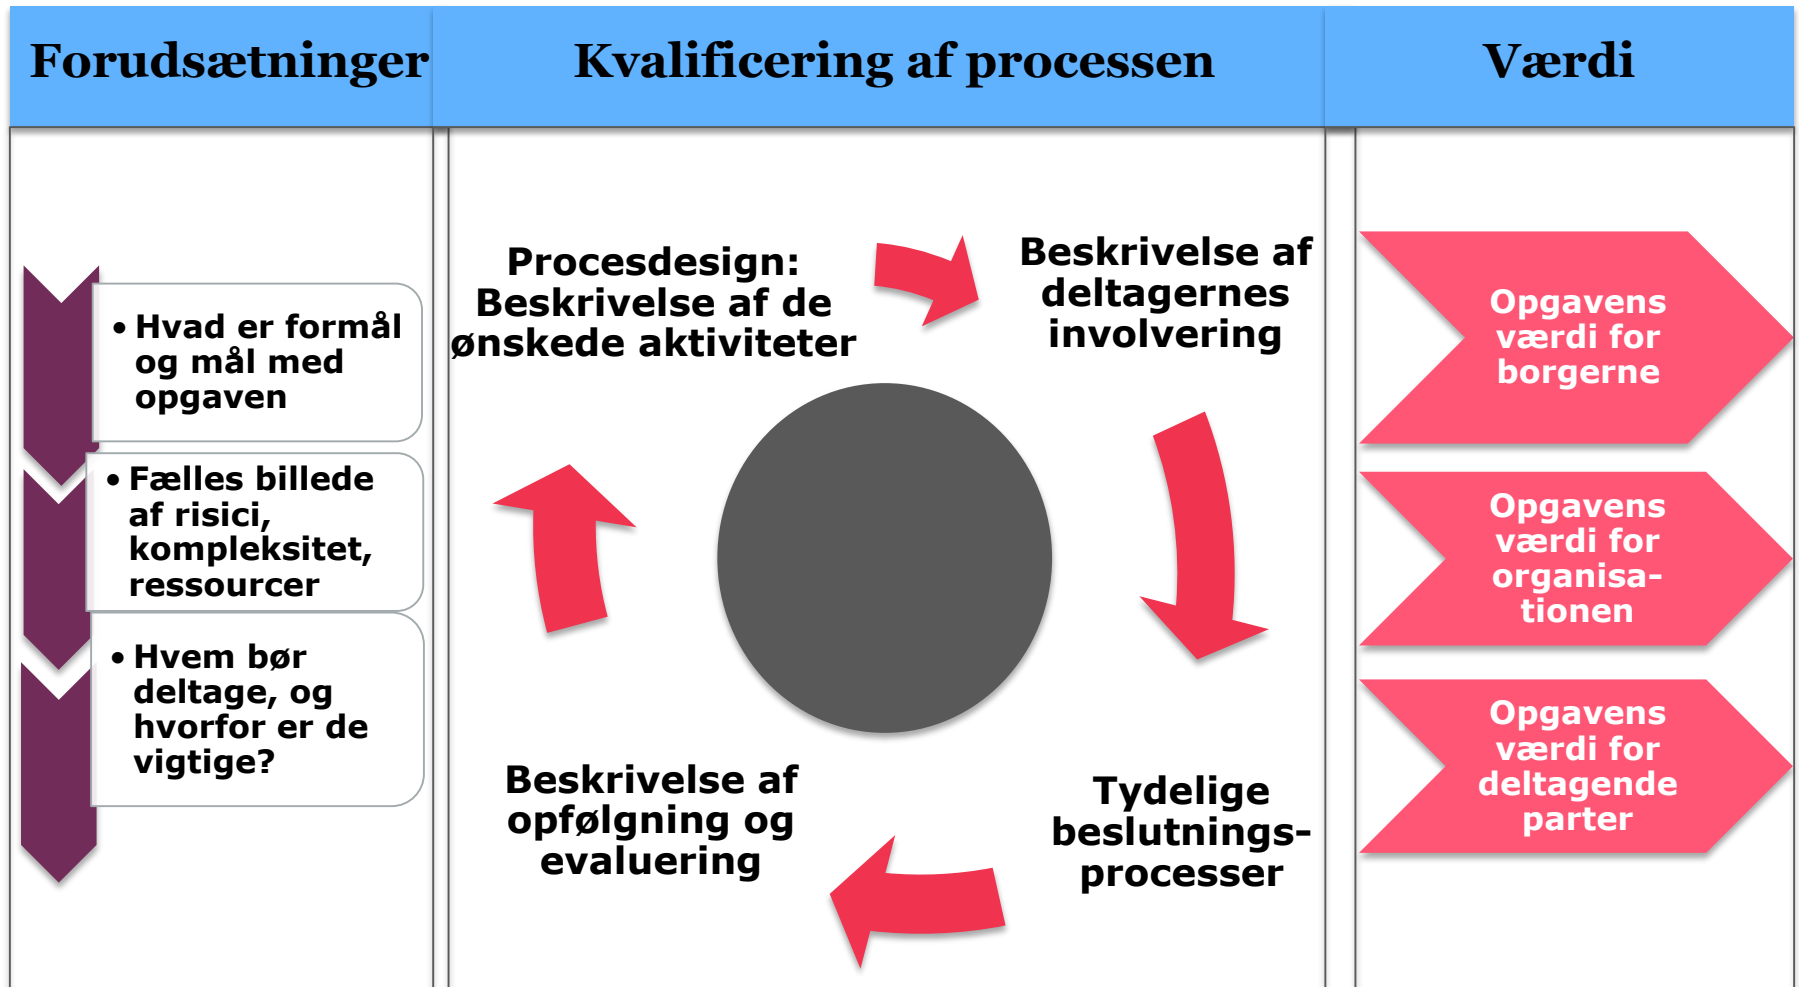 Forudsætninger
Kvalificering af processen
Værdi
• Hvad er formål
og mål med
opgaven
• Fælles billede
af risici,
kompleksitet,
ressourcer
• Hvem bør
deltage, og
hvorfor er de
vigtige?
Procesdesign:
Beskrivelse af de
ønskede aktiviteter
Beskrivelse af
deltagernes
involvering
Tydelige
beslutnings-
processer
Beskrivelse af
opfølgning og
evaluering
Opgavens
værdi for
borgerne
Opgavens
værdi for
organisa-
tionen
Opgavens
værdi for
deltagende
parter